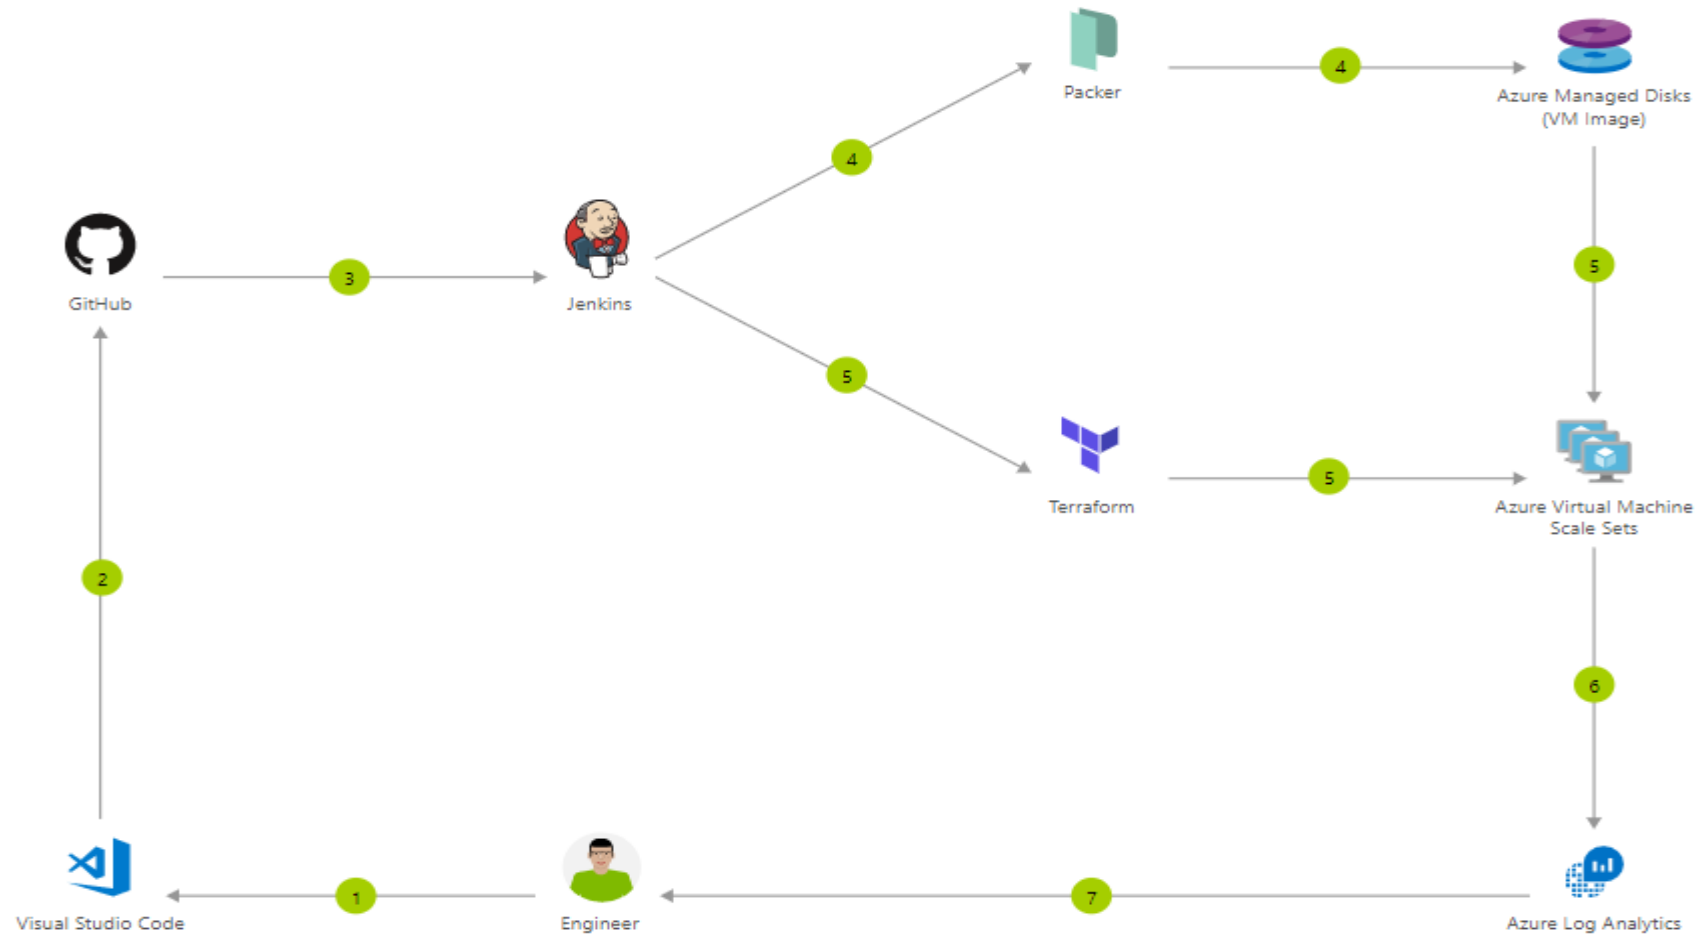 Packer
4
Azure Managed Disks
(VM Image)
4
GitHub
3
Jenkins
5
5
Terraform
5
Azure Virtual Machine
Scale Sets
2
6
Visual Studio Code
1
Engineer
7
Azure Log Analytics